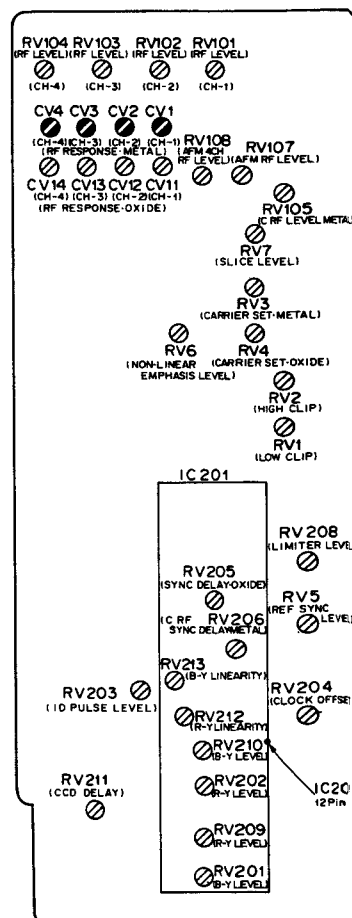 RV104 RV103 RV102 RV101
(RF LEVEL) (RF LEVEL) (RF LEVEL) (RF LEVEL)
(CH-4) (CH-3) (CH-2) (CH-1)
CV4 CV3 CV2 CV1
(CH-4) (CH-3) (CH-2) (CH-1)
(RF RESPONSE-METAL)
RV108
(AFM 4CH
RF LEVEL)
RV107
(AFM RF LEVEL)
CV14 CV13 CV12 CV11
(CH-4) (CH-3) (CH-2) (CH-1)
(RF RESPONSE-OXIDE)
RV105
(C RF LEVEL METAL)
RV7
(SLICE LEVEL)
RV3
(CARRIER SET-METAL)
RV6
(NON-LINEAR
EMPHASIS LEVEL)
RV4
(CARRIER SET-OXIDE)
RV2
(HIGH CLIP)
RV1
(LOW CLIP)
IC201
RV208
(LIMITER LEVEL
RV205
(SYNC DELAY-OXIDE)
RV5
(REF SYNC
LEVEL)
(C RF RV206
SYNC DELAY-METAL)
RV213
(B-Y LINEARITY)
RV203
(ID PULSE LEVEL)
RV204
(CLOCK OFFSET
RV212
(R-Y LINEARITY)
RV210
(B-Y LEVEL)
RV211
(CCD DELAY)
RV202
(R-Y LEVEL)
IC20
12Pin
RV209
(R-Y LEVEL)
RV201
(B-Y LEVEL)